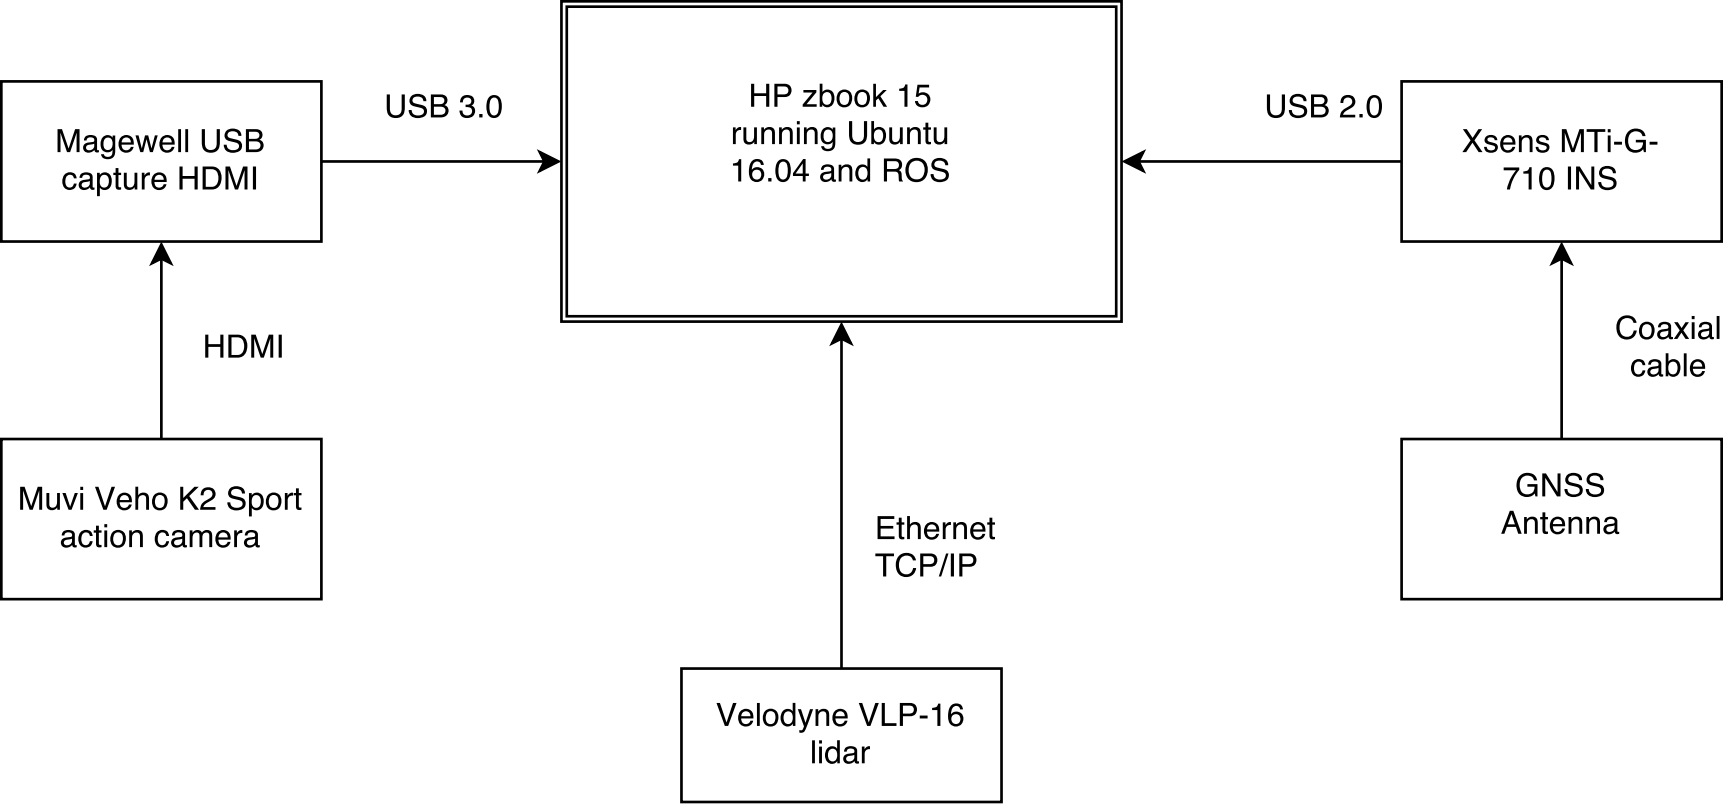 HP zbook 15
running Ubuntu
16.04 and ROS
USB 3.0
USB 2.0
Magewell USB
capture HDMI
Xsens MTi-G-
710 INS
HDMI
Coaxial
cable
Muvi Veho K2 Sport
action camera
GNSS
Antenna
Ethernet
TCP/IP
Velodyne VLP-16
lidar